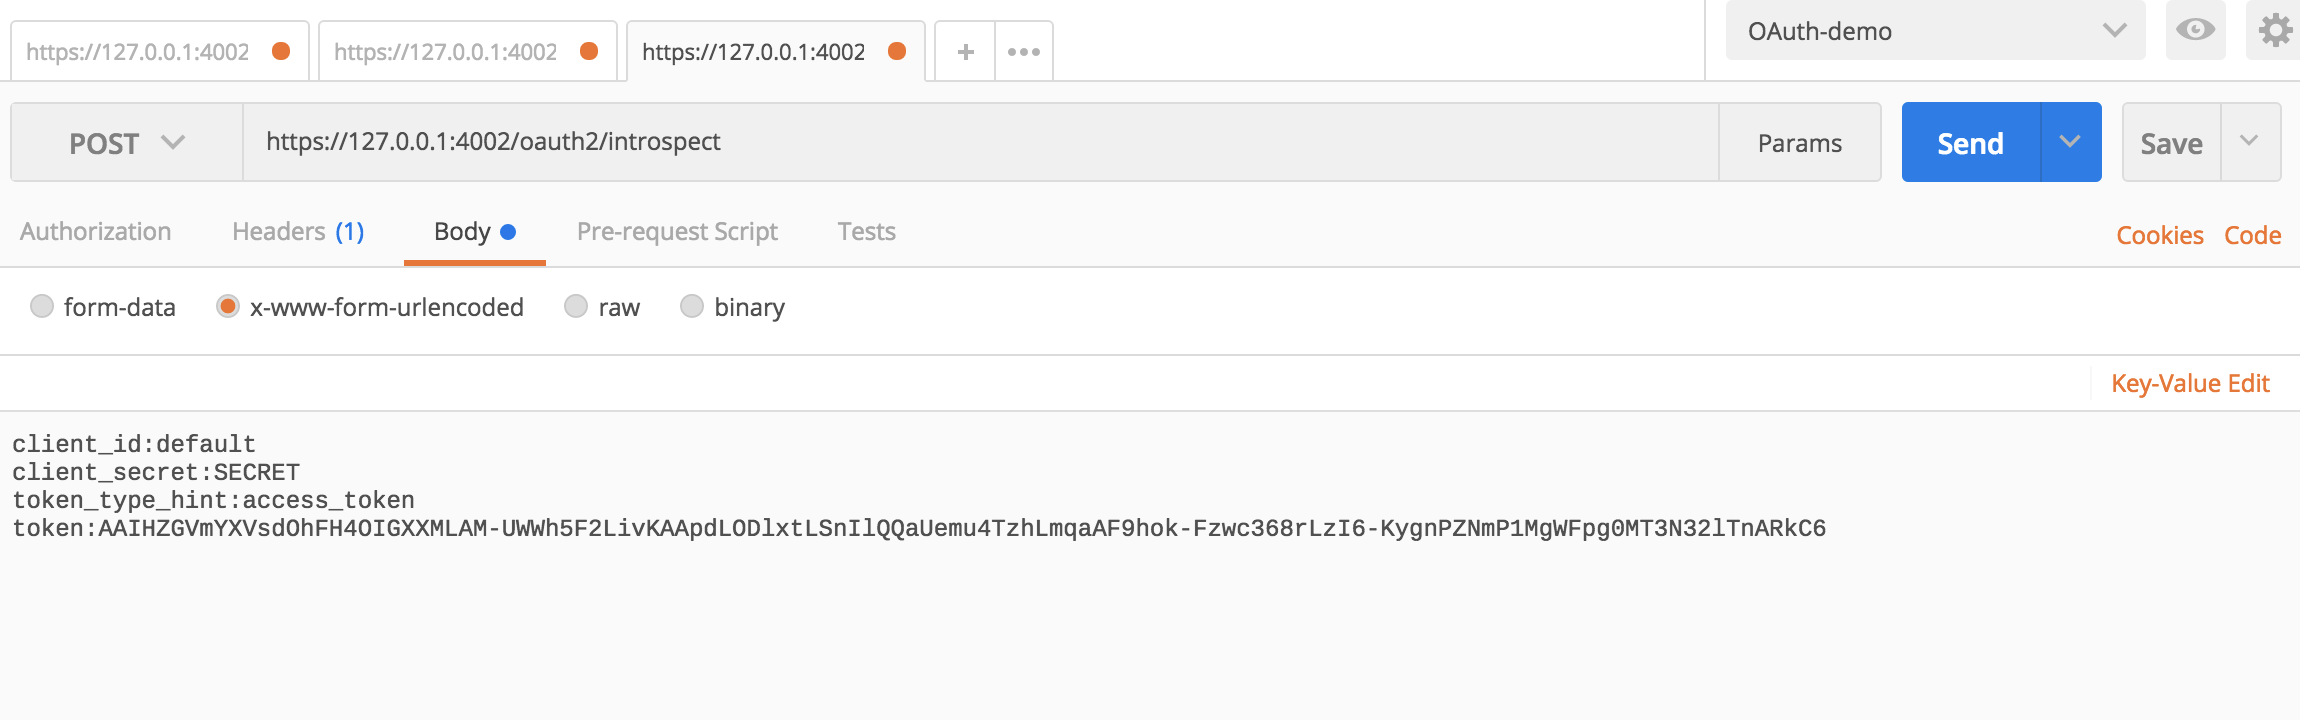 https://127.0.0.1:4002
https://127.0.0.1:4002
https://127.0.0.1:4002
OAuth-demo
POST
https://127.0.0.1:4002/oauth2/introspect
Params
Send
Save
Authorization
Headers (1)
Body
Pre-request Script
Tests
Cookies
Code
form-data
x-www-form-urlencoded
raw
binary
Key-Value Edit
client_id:default
client_secret:SECRET
token_type_hint:access_token
token:AAIHZGVmYXVsdOhFH4OIGXXMLAM-UWWh5F2LivKAApdLODlxtLSnIlQQaUemu4TzhLmqaAF9hok-Fzwc368rLzI6-KygnPZNmP1MgWFpg0MT3N32lTnARkC6